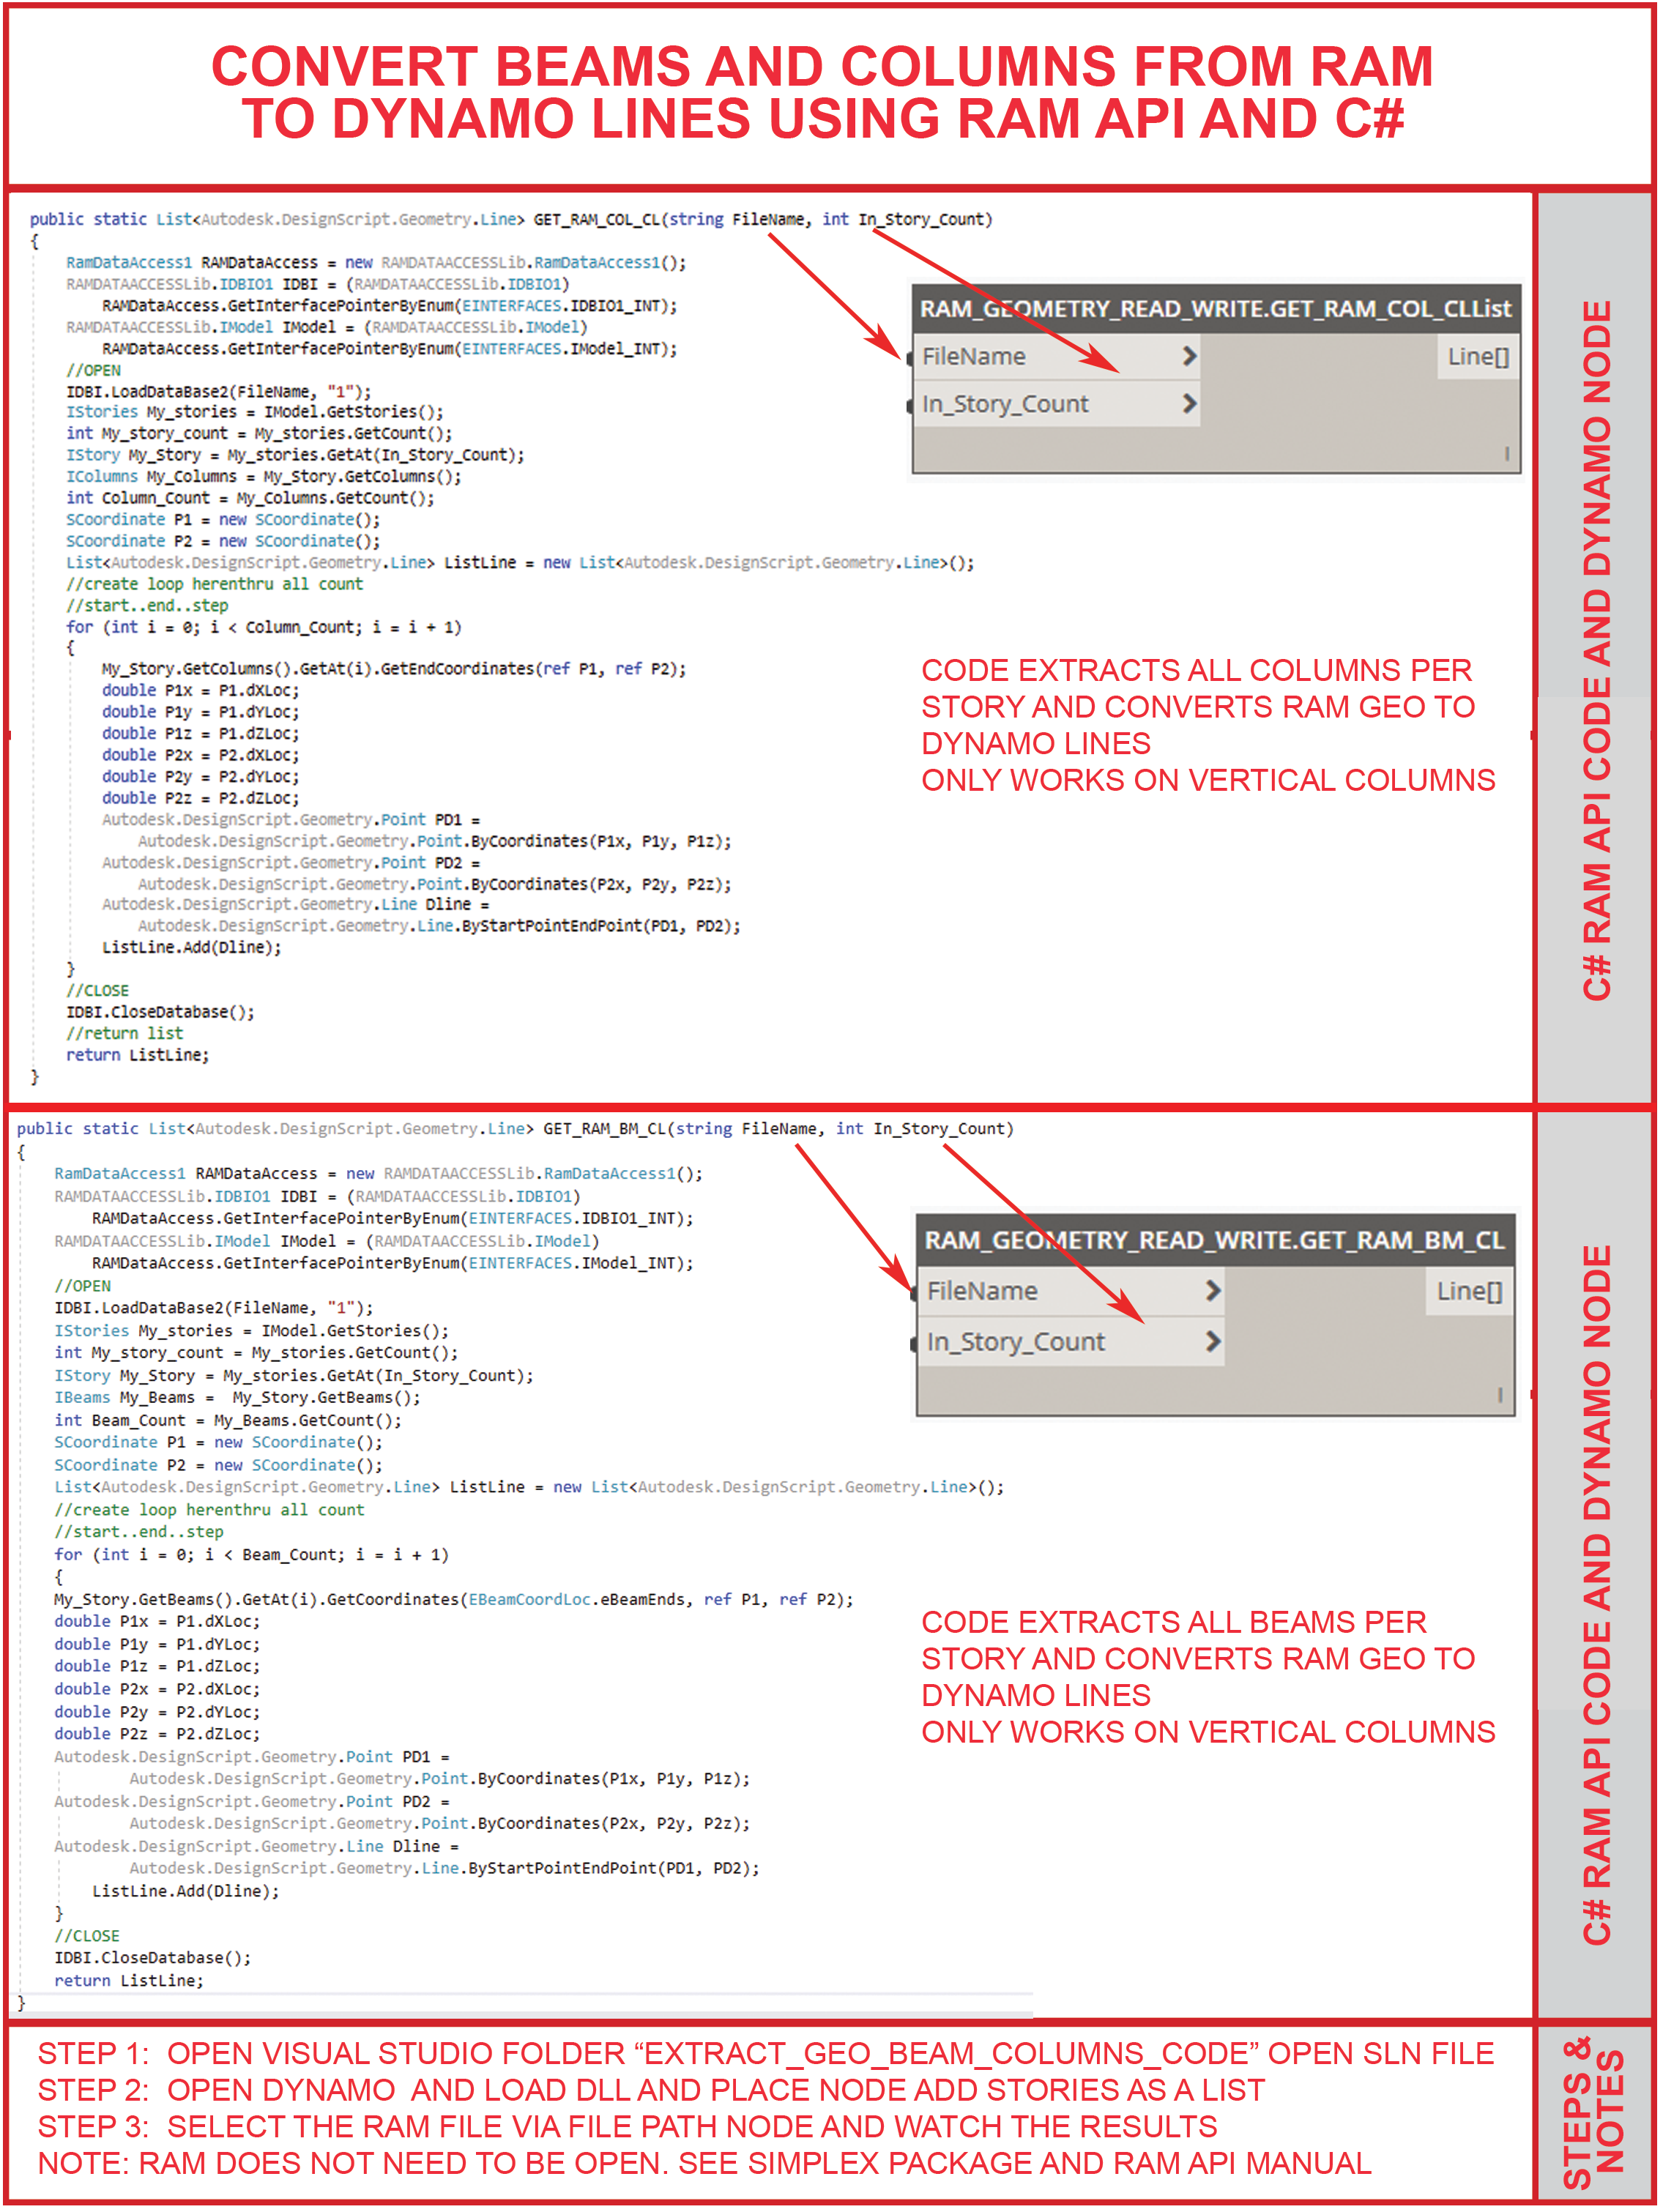 CONVERT BEAMS AND COLUMNS FROM RAM
TO DYNAMO LINES USING RAM API AND C#
public static List<Autodesk.DesignScript.Geometry.Line> GET_RAM_COL_CL(string FileName, int In_Story_Count)
{
RamDataAccess1 RAMDataAccess = new RAMDATAACCESSLib.RamDataAccess1();
RAMDATAACCESSLib.IDBIO1 IDBI = (RAMDATAACCESSLib.IDBIO1)
RAMDataAccess.GetInterfacePointerByEnum(EINTERFACES.IDBIO1_INT);
RAMDATAACCESSLib.IModel IModel = (RAMDATAACCESSLib.IModel)
RAMDataAccess.GetInterfacePointerByEnum(EINTERFACES.IModel_INT);
//OPEN
IDBI.LoadDataBase2(FileName, "1");
IStories My_stories = IModel.GetStories();
int My_story_count = My_stories.GetCount();
IStory My_Story = My_stories.GetAt(In_Story_Count);
IColumns My_Columns = My_Story.GetColumns();
int Column_Count = My_Columns.GetCount();
SCoordinate P1 = new SCoordinate();
SCoordinate P2 = new SCoordinate();
List<Autodesk.DesignScript.Geometry.Line> ListLine = new List<Autodesk.DesignScript.Geometry.Line>();
//create loop herenthru all count
//start..end..step
for (int i = 0; i < Column_Count; i = i + 1)
{
My_Story.GetColumns().GetAt(i).GetEndCoordinates(ref P1, ref P2);
double P1x = P1.dXLoc;
double P1y = P1.dYLoc;
double P1z = P1.dZLoc;
double P2x = P2.dXLoc;
double P2y = P2.dYLoc;
double P2z = P2.dZLoc;
Autodesk.DesignScript.Geometry.Point PD1 =
Autodesk.DesignScript.Geometry.Point.ByCoordinates(P1x, P1y, P1z);
Autodesk.DesignScript.Geometry.Point PD2 =
Autodesk.DesignScript.Geometry.Point.ByCoordinates(P2x, P2y, P2z);
Autodesk.DesignScript.Geometry.Line Dline =
Autodesk.DesignScript.Geometry.Line.ByStartPointEndPoint(PD1, PD2);
ListLine.Add(Dline);
}
//CLOSE
IDBI.CloseDatabase();
//return list
return ListLine;
}
RAM_GEOMETRY_READ_WRITE.GET_RAM_COL_CLList
FileName >
Line[]
In_Story_Count >
l
CODE EXTRACTS ALL COLUMNS PER
STORY AND CONVERTS RAM GEO TO
DYNAMO LINES
ONLY WORKS ON VERTICAL COLUMNS
C# RAM API CODE AND DYNAMO NODE
public static List<Autodesk.DesignScript.Geometry.Line> GET_RAM_BM_CL(string FileName, int In_Story_Count)
{
RamDataAccess1 RAMDataAccess = new RAMDATAACCESSLib.RamDataAccess1();
RAMDATAACCESSLib.IDBIO1 IDBI = (RAMDATAACCESSLib.IDBIO1)
RAMDataAccess.GetInterfacePointerByEnum(EINTERFACES.IDBIO1_INT);
RAMDATAACCESSLib.IModel IModel = (RAMDATAACCESSLib.IModel)
RAMDataAccess.GetInterfacePointerByEnum(EINTERFACES.IModel_INT);
//OPEN
IDBI.LoadDataBase2(FileName, "1");
IStories My_stories = IModel.GetStories();
int My_story_count = My_stories.GetCount();
IStory My_Story = My_stories.GetAt(In_Story_Count);
IBeams My_Beams =  My_Story.GetBeams();
int Beam_Count = My_Beams.GetCount();
SCoordinate P1 = new SCoordinate();
SCoordinate P2 = new SCoordinate();
List<Autodesk.DesignScript.Geometry.Line> ListLine = new List<Autodesk.DesignScript.Geometry.Line>();
//create loop herenthru all count
//start..end..step
for (int i = 0; i < Beam_Count; i = i + 1)
{
My_Story.GetBeams().GetAt(i).GetCoordinates(EBeamCoordLoc.eBeamEnds, ref P1, ref P2);
double P1x = P1.dXLoc;
double P1y = P1.dYLoc;
double P1z = P1.dZLoc;
double P2x = P2.dXLoc;
double P2y = P2.dYLoc;
double P2z = P2.dZLoc;
Autodesk.DesignScript.Geometry.Point PD1 =
Autodesk.DesignScript.Geometry.Point.ByCoordinates(P1x, P1y, P1z);
Autodesk.DesignScript.Geometry.Point PD2 =
Autodesk.DesignScript.Geometry.Point.ByCoordinates(P2x, P2y, P2z);
Autodesk.DesignScript.Geometry.Line Dline =
Autodesk.DesignScript.Geometry.Line.ByStartPointEndPoint(PD1, PD2);
ListLine.Add(Dline);
}
//CLOSE
IDBI.CloseDatabase();
return ListLine;
}
RAM_GEOMETRY_READ_WRITE.GET_RAM_BM_CL
FileName >
Line[]
In_Story_Count >
l
CODE EXTRACTS ALL BEAMS PER
STORY AND CONVERTS RAM GEO TO
DYNAMO LINES
ONLY WORKS ON VERTICAL COLUMNS
C# RAM API CODE AND DYNAMO NODE
STEP 1:  OPEN VISUAL STUDIO FOLDER “EXTRACT_GEO_BEAM_COLUMNS_CODE” OPEN SLN FILE
STEP 2:  OPEN DYNAMO  AND LOAD DLL AND PLACE NODE ADD STORIES AS A LIST
STEP 3:  SELECT THE RAM FILE VIA FILE PATH NODE AND WATCH THE RESULTS
NOTE: RAM DOES NOT NEED TO BE OPEN. SEE SIMPLEX PACKAGE AND RAM API MANUAL
STEPS &
NOTES